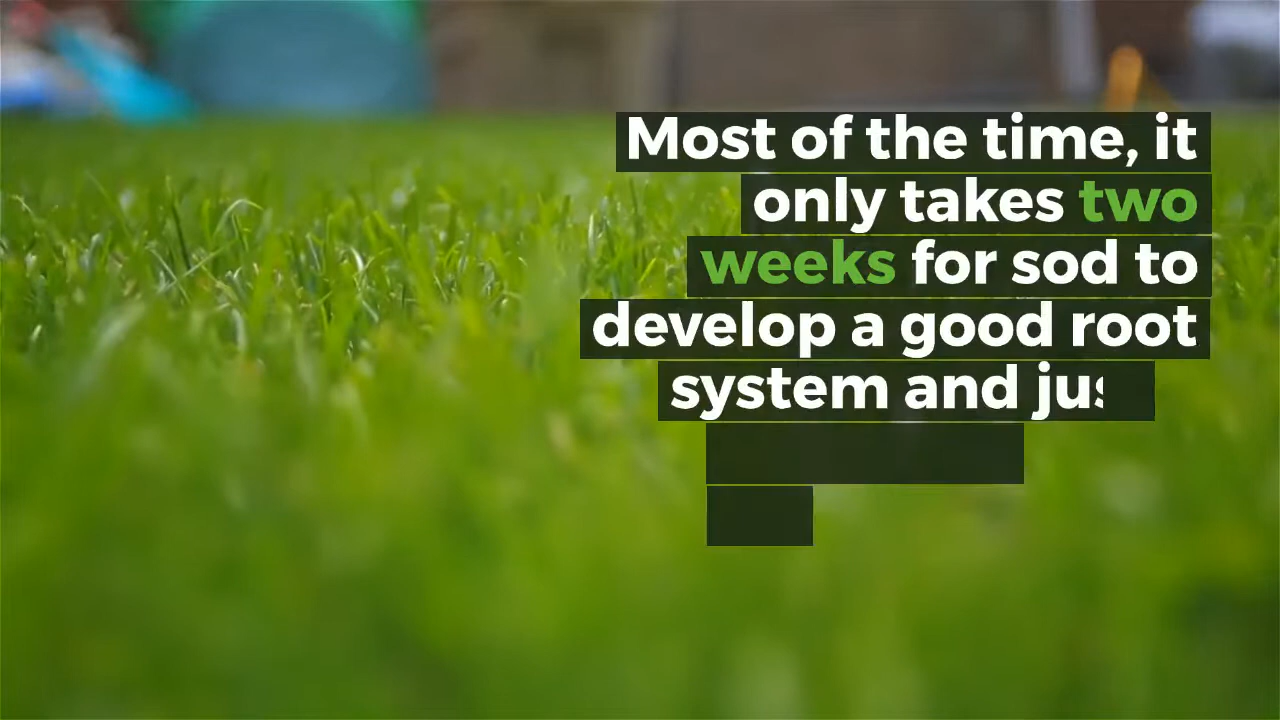 Most of the time, it
only takes two
weeks for sod to
develop a good root
system and